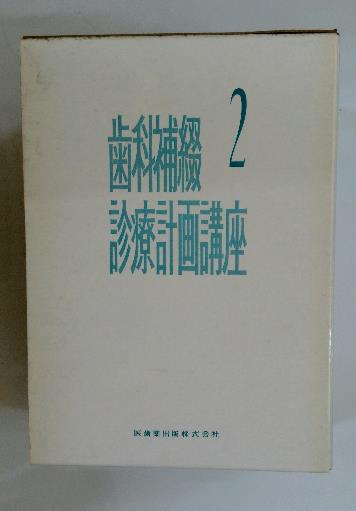 歯科補綴 2
診療計画講座
医歯薬出版株式会社